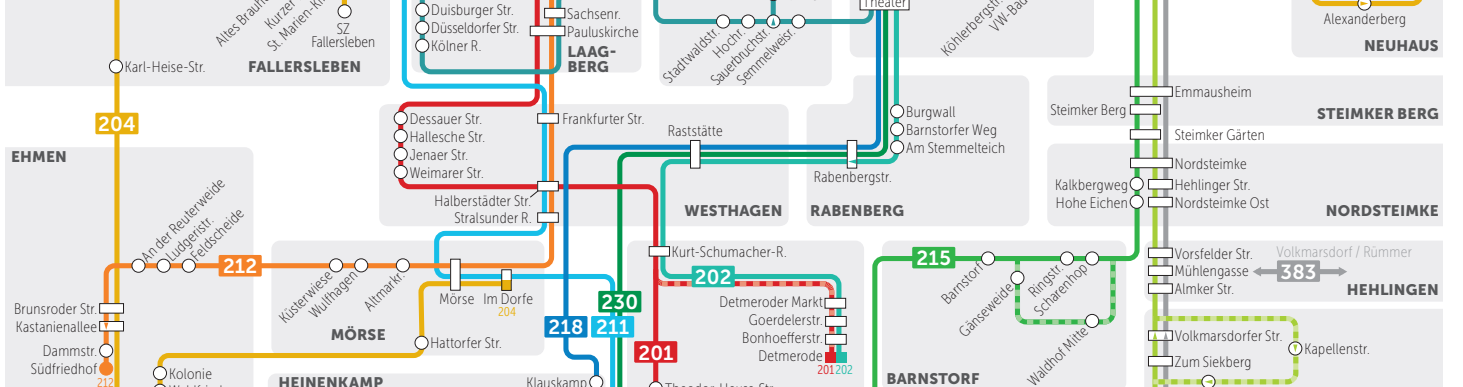 Altes Brauh
Kurzer
St. Marien-Ki
SZ
Fallersleben
Karl-Heise-Str.
FALLERSLEBEN
204
Duisburger Str.
Düsseldorfer Str.
Kölner R.
Sachsenr.
Pauluskirche
LAAG-
BERG
Stadtwaldstr.
Hochr.
Sauerbruchstr.
Semmelweisr.
Theater
Köhlerbergstr.
VW-Bad
Alexanderberg
NEUHAUS
Dessauer Str.
Hallesche Str.
Jenaer Str.
Weimarer Str.
Frankfurter Str.
Halberstädter Str.
Stralsunder R.
Raststätte
WESTHAGEN
Burgwall
Barnstorfer Weg
Am Stemmelteich
Rabenbergstr.
RABENBERG
Emmausheim
Steimker Berg
STEIMKER BERG
Steimker Gärten
Nordsteimke
Kalkbergweg
Hehlinger Str.
Hohe Eichen
Nordsteimke Ost
NORDSTEIMKE
EHMEN
An der Reuterweide
Ludgeristr.
Feldscheide
212
Brunsroder Str.
Kastanienallee
Dammstr.
Südfriedhof
212
Kolonie
Küsterwiese
Wulfhagen
Altmarkr.
Mörse
Im Dorfe
204
MÖRSE
Hattorfer Str.
HEINENKAMP
Klauskamp
218
211
230
201
Kurt-Schumacher-R.
202
Detmeroder Markt
Goerdelerstr.
Bonhoefferstr.
Detmerode
201 202
Theodor-Heuss-Str.
215
Barnstorf
Gänseweide
Ringstr.
Scharenhop
Waldhof Mitte
BARNSTORF
Vorsfelder Str.
Mühlengasse
Almker Str.
Volkmarsdorf / Rümmer
383
HEHLINGEN
Volkmarsdorfer Str.
Zum Siekberg
Kapellenstr.